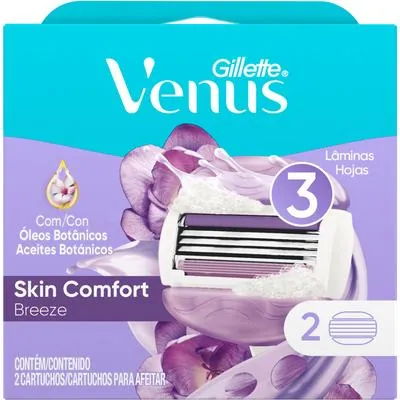 Gillette®
Venus
3
Lâminas
Hojas
Com/Con
Óleos Botánicos
Aceites Botánicos
Skin Comfort
Breeze
2
CONTÉM/CONTENIDO
2 CARTUCHOS/CARTUCHOS PARA AFEITAR